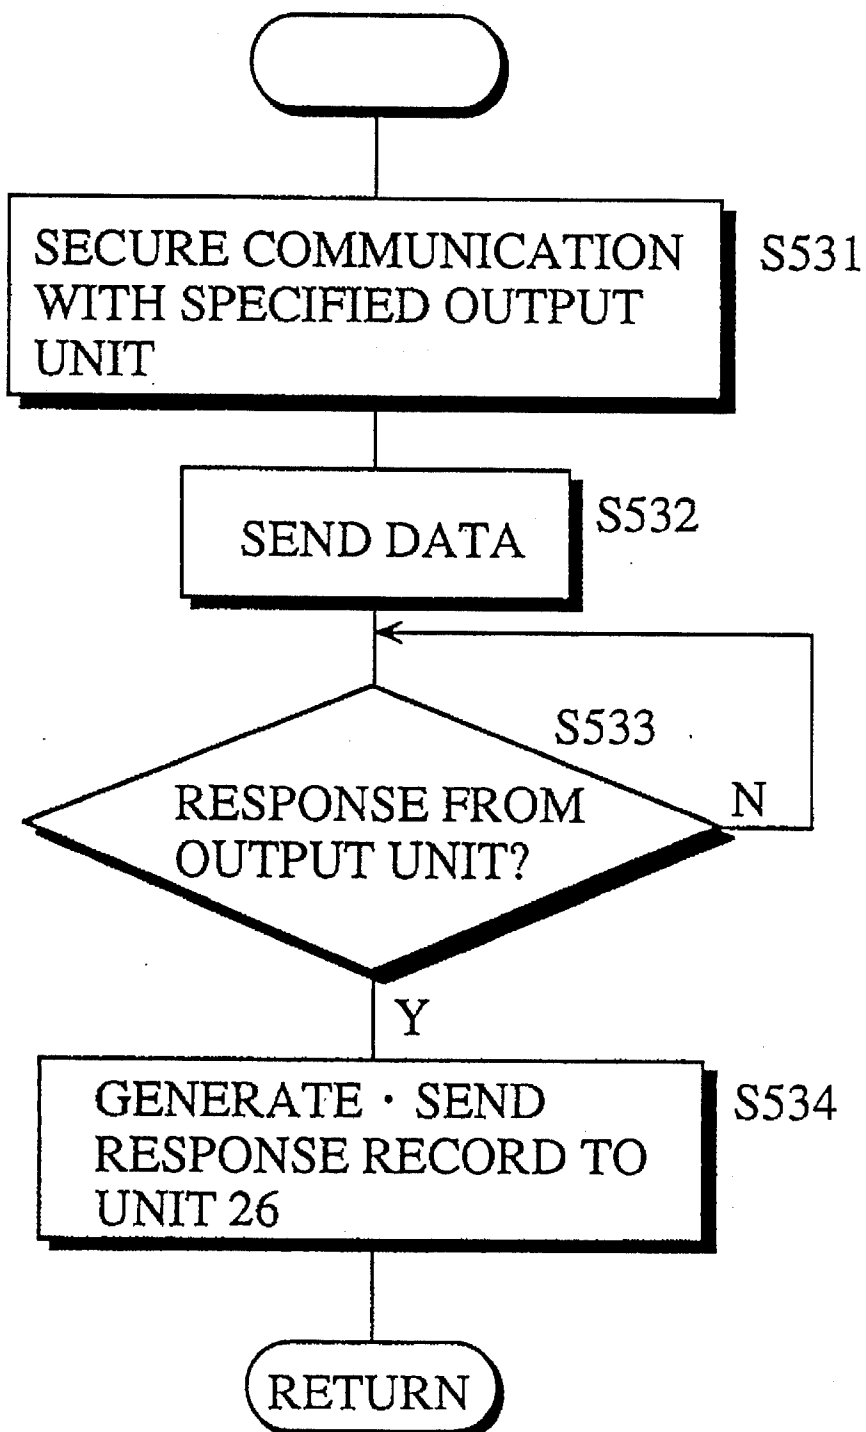 SECURE COMMUNICATION
WITH SPECIFIED OUTPUT
UNIT
S531
SEND DATA
S532
S533
RESPONSE FROM
OUTPUT UNIT?
N
Y
GENERATE · SEND
RESPONSE RECORD TO
UNIT 26
S534
RETURN